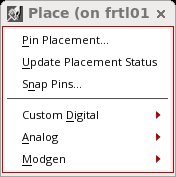 Place (on frtl01
Pin Placement...
Update Placement Status
Snap Pins...
Custom Digital
Analog
Modgen